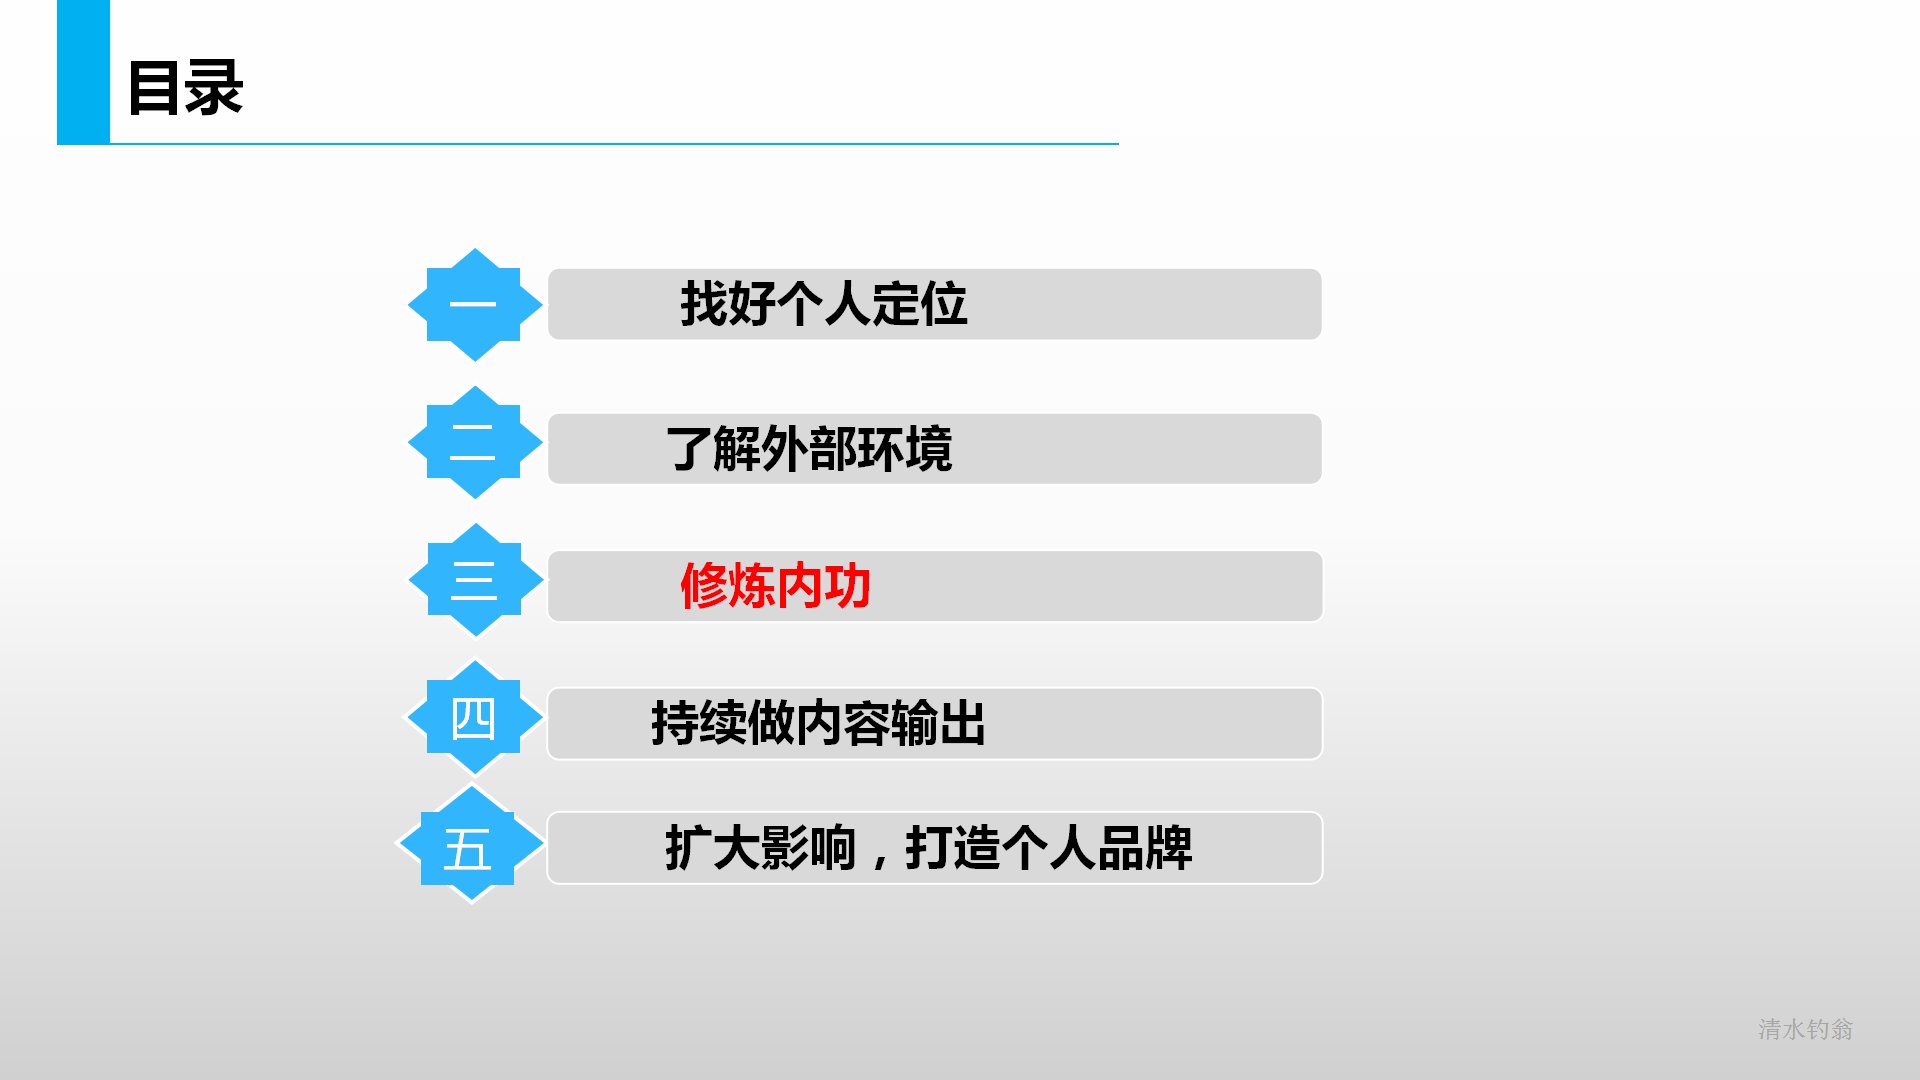 目录
一 找好个人定位
二 了解外部环境
三 修炼内功
四 持续做内容输出
五 扩大影响，打造个人品牌
清水钓翁